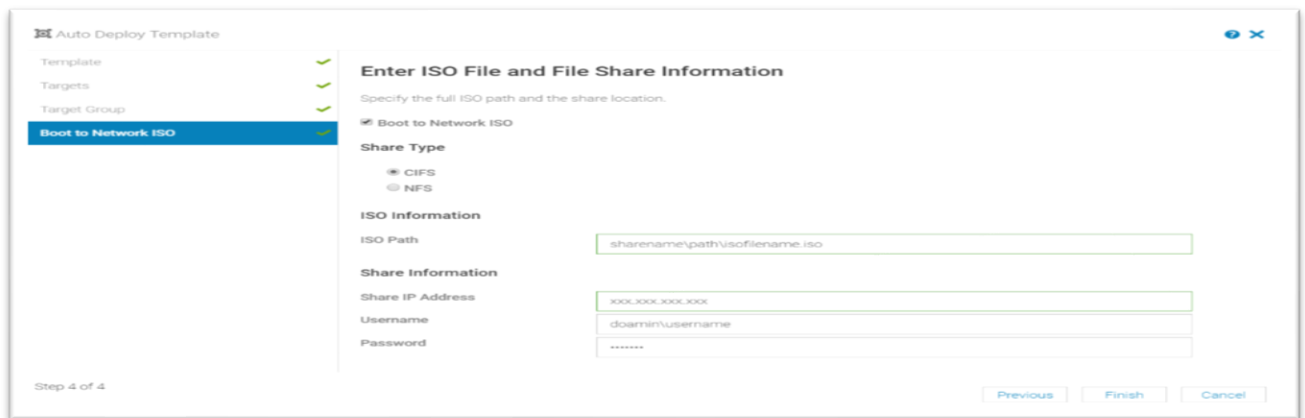 Auto Deploy Template
Template
Targets
Target Group
Boot to Network ISO
Enter ISO File and File Share Information
Specify the full ISO path and the share location.
Boot to Network ISO
Share Type
CIFS
NFS
ISO Information
ISO Path sharename\path\isofilename.iso
Share Information
Share IP Address xxx.xxx.xxx.xxx
Username doamin\username
Password •••••••
Step 4 of 4
Previous Finish Cancel